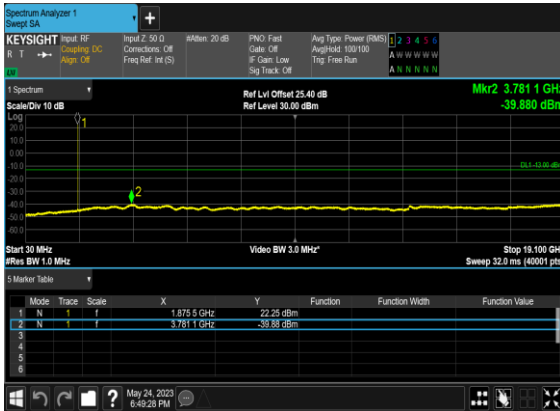 Spectrum Analyzer 1
Swept SA
+
KEYSIGHT Input: RF Input Z: 50 Ω #Atten: 20 dB PNO: Fast Avg Type: Power (RMS) 1 2 3 4 5 6
R T Coupling: DC Corrections: Off Gate: Off Avg|Hold: 100/100 A W W W W W
Align: Off Freq Ref: Int (S) IF Gain: Low Trig: Free Run
Sig Track: Off A N N N N N
1 Spectrum Ref Lvl Offset 25.40 dB Mkr2 3.781 1 GHz
Scale/Div 10 dB Ref Level 30.00 dBm -39.880 dBm
Log
20.0
10.0
0.00
-10.0
-20.0
-30.0
-40.0
-50.0
-60.0
1
2
DL1 -13.00 dBm
Start 30 MHz Video BW 3.0 MHz* Stop 19.100 GHz
#Res BW 1.0 MHz Sweep 32.0 ms (40001 pts)
5 Marker Table
Mode Trace Scale X Y Function Function Width Function Value
1 N 1 f 1.875 5 GHz 22.25 dBm
2 N 1 f 3.781 1 GHz -39.88 dBm
3
4
5
6
? May 24, 2023
6:49:28 PM